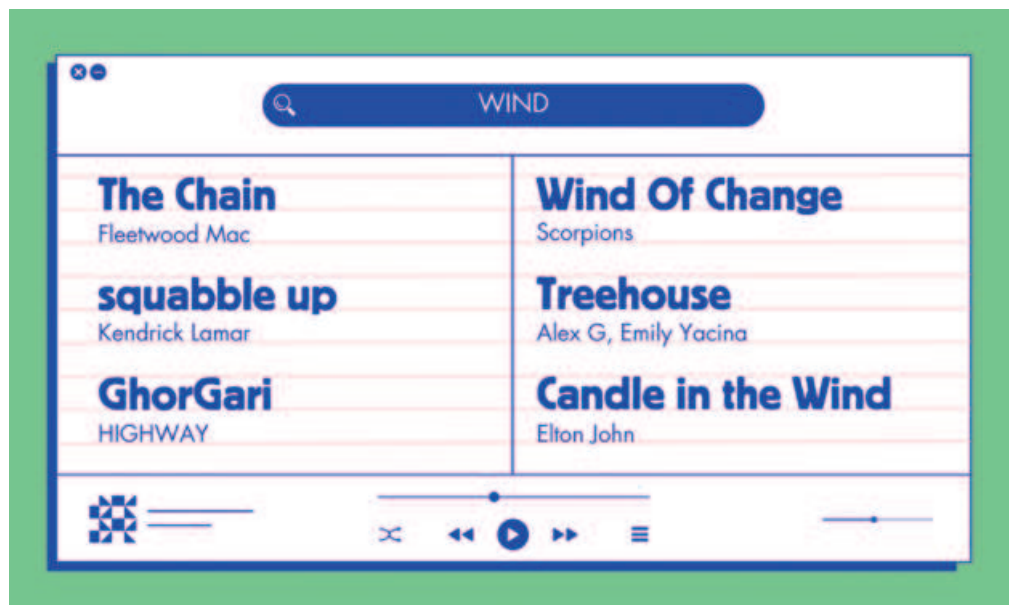 WIND
The Chain
Fleetwood Mac
squabble up
Kendrick Lamar
GhorGari
HIGHWAY
Wind Of Change
Scorpions
Treehouse
Alex G, Emily Yacina
Candle in the Wind
Elton John